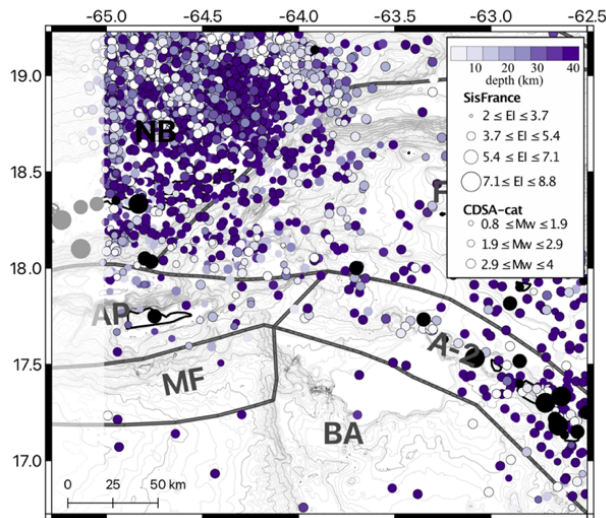 -65.0 -64.5 -64.0 -63.5 -63.0 -62.5
19.0
18.5
18.0
17.5
17.0
10 20 30 40
depth (km)
SisFrance
2 ≤ EI ≤ 3.7
3.7 ≤ EI ≤ 5.4
5.4 ≤ EI ≤ 7.1
7.1 ≤ EI ≤ 8.8
CDSA-cat
0.8 ≤ Mw ≤ 1.9
1.9 ≤ Mw ≤ 2.9
2.9 ≤ Mw ≤ 4
NB
AP
A-2
MF
BA
0 25 50 km